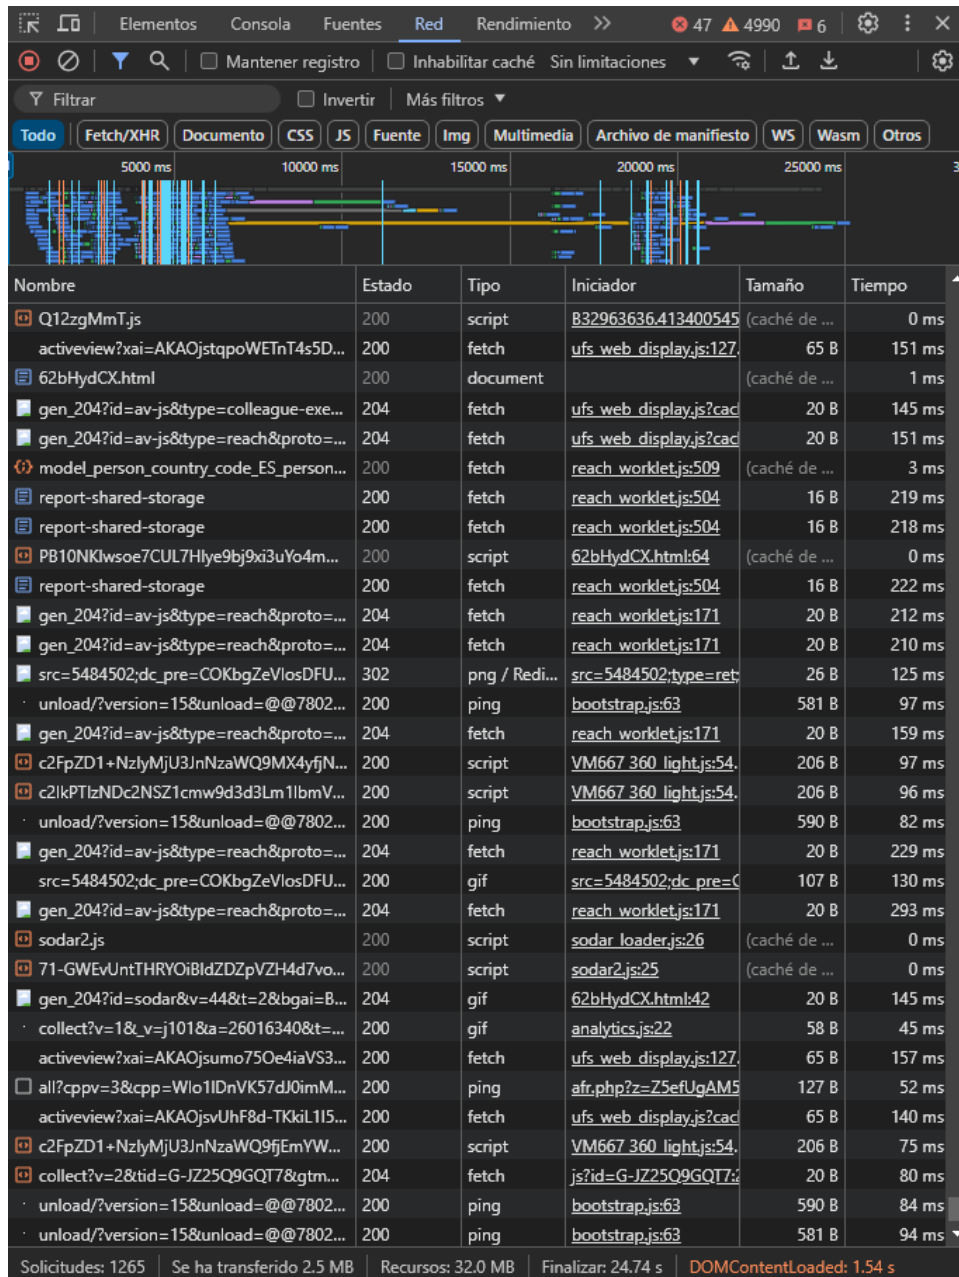 Elementos Consola Fuentes Red Rendimiento 47 4990 6
Mantener registro Inhabilitar caché Sin limitaciones
Filtrar Invertir Más filtros
Todo Fetch/XHR Documento CSS JS Fuente Img Multimedia Archivo de manifiesto WS Wasm Otros
5000 ms 10000 ms 15000 ms 20000 ms 25000 ms 3
Nombre Estado Tipo Iniciador Tamaño Tiempo
Q12zgMmT.js 200 script B32963636.413400545 (caché de ... 0 ms
activeview?xai=AKAOjstqpoWETnT4s5D... 200 fetch ufs_web_display.js:127. 65 B 151 ms
62bHydCX.html 200 document (caché de ... 1 ms
gen_204?id=av-js&type=colleague-exe... 204 fetch ufs_web_display.js?cacl 20 B 145 ms
gen_204?id=av-js&type=reach&proto=... 204 fetch ufs_web_display.js?cacl 20 B 151 ms
model_person_country_code_ES_person... 200 fetch reach_worklet.js:509 (caché de ... 3 ms
report-shared-storage 200 fetch reach_worklet.js:504 16 B 219 ms
report-shared-storage 200 fetch reach_worklet.js:504 16 B 218 ms
PB10NKlwsoe7CUL7Hlye9bj9xi3uYo4m... 200 script 62bHydCX.html:64 (caché de ... 0 ms
report-shared-storage 200 fetch reach_worklet.js:504 16 B 222 ms
gen_204?id=av-js&type=reach&proto=... 204 fetch reach_worklet.js:171 20 B 212 ms
gen_204?id=av-js&type=reach&proto=... 204 fetch reach_worklet.js:171 20 B 210 ms
src=5484502;dc_pre=COKbgZeVlosDFU... 302 png / Redi... src=5484502;type=ret; 26 B 125 ms
unload/?version=15&unload=@@7802... 200 ping bootstrap.js:63 581 B 97 ms
gen_204?id=av-js&type=reach&proto=... 204 fetch reach_worklet.js:171 20 B 159 ms
c2FpZD1+NzIyMjU3JnNzaWQ9MX4yfjN... 200 script VM667 360_light.js:54. 206 B 97 ms
c2lkPTIzNDc2NSZ1cmw9d3d3Lm1lbmV... 200 script VM667 360_light.js:54. 206 B 96 ms
unload/?version=15&unload=@@7802... 200 ping bootstrap.js:63 590 B 82 ms
gen_204?id=av-js&type=reach&proto=... 204 fetch reach_worklet.js:171 20 B 229 ms
src=5484502;dc_pre=COKbgZeVlosDFU... 200 gif src=5484502;dc_pre=C 107 B 130 ms
gen_204?id=av-js&type=reach&proto=... 204 fetch reach_worklet.js:171 20 B 293 ms
sodar2.js 200 script sodar_loader.js:26 (caché de ... 0 ms
71-GWEvUntTHRYOiBIdZDZpVZH4d7vo... 200 script sodar2.js:25 (caché de ... 0 ms
gen_204?id=sodar&v=44&t=2&bgai=B... 204 gif 62bHydCX.html:42 20 B 145 ms
collect?v=1&_v=j101&a=26016340&t=... 200 gif analytics.js:22 58 B 45 ms
activeview?xai=AKAOjsumo75Oe4iaVS3... 200 fetch ufs_web_display.js:127. 65 B 157 ms
all?cppv=3&cpp=Wlo1IDnVK57dJ0imM... 200 ping afr.php?z=Z5efUgAM5 127 B 52 ms
activeview?xai=AKAOjsvUhF8d-TKkiL1I5... 200 fetch ufs_web_display.js?cacl 65 B 140 ms
c2FpZD1+NzIyMjU3JnNzaWQ9fjEmYW... 200 script VM667 360_light.js:54. 206 B 75 ms
collect?v=2&tid=G-JZ25Q9GQT7&gtm... 204 fetch js?id=G-JZ25Q9GQT7:2 20 B 80 ms
unload/?version=15&unload=@@7802... 200 ping bootstrap.js:63 590 B 84 ms
unload/?version=15&unload=@@7802... 200 ping bootstrap.js:63 581 B 94 ms
Solicitudes: 1265 Se ha transferido 2.5 MB Recursos: 32.0 MB Finalizar: 24.74 s DOMContentLoaded: 1.54 s